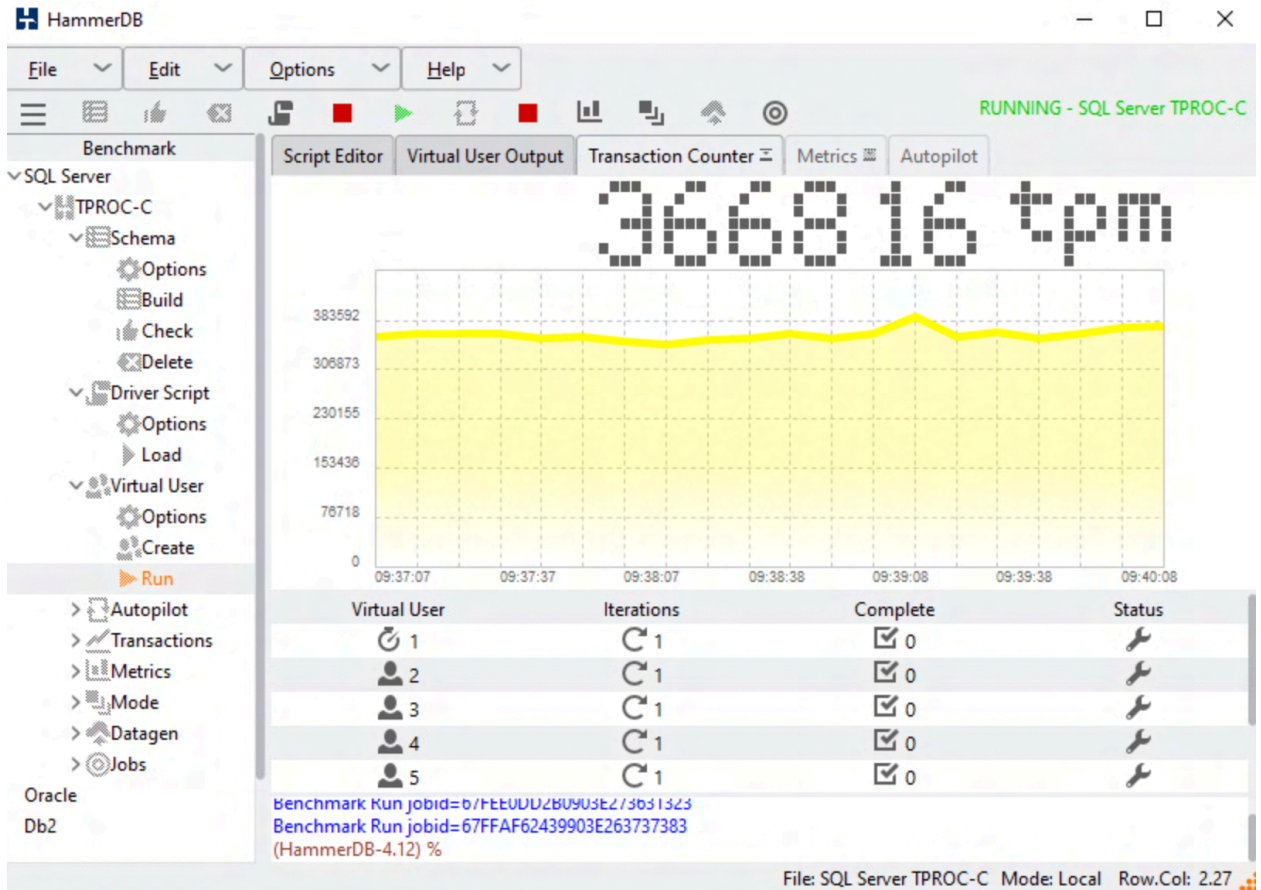 HammerDB
File Edit Options Help
RUNNING - SQL Server TPROC-C
Benchmark
SQL Server
TPROC-C
Schema
Options
Build
Check
Delete
Driver Script
Options
Load
Virtual User
Options
Create
Run
Autopilot
Transactions
Metrics
Mode
Datagen
Jobs
Oracle
Db2
Script Editor Virtual User Output Transaction Counter Metrics Autopilot
366816 tpm
383592
306873
230155
153436
76718
0
09:37:07 09:37:37 09:38:07 09:38:38 09:39:08 09:39:38 09:40:08
Virtual User Iterations Complete Status
1 1 0
2 1 0
3 1 0
4 1 0
5 1 0
Benchmark Run jobid=67FEE0DD2B0903E273631323
Benchmark Run jobid=67FFAF62439903E263737383
(HammerDB-4.12) %
File: SQL Server TPROC-C Mode: Local Row.Col: 2.27